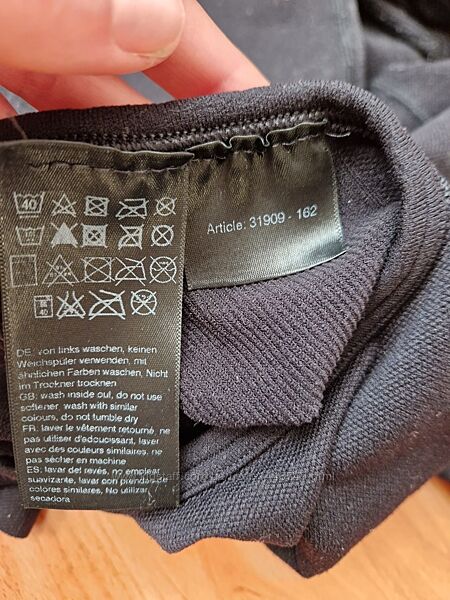 40
Article: 31909 - 162
DE: von links waschen, keinen
Weichspüler verwenden, mit
ähnlichen Farben waschen, Nicht
im Trockner trocknen
GB: wash inside out, do not use
softener, wash with similar
colours, do not tumble dry
FR: laver le vêtement retourné, ne
pas utiliser d'adoucissant, laver
avec des couleurs similaires, ne
pas sécher en machine
ES: lavar del revés, no emplear
suavizante, lavar con prendas de
colores similares. No utilizar
secadora